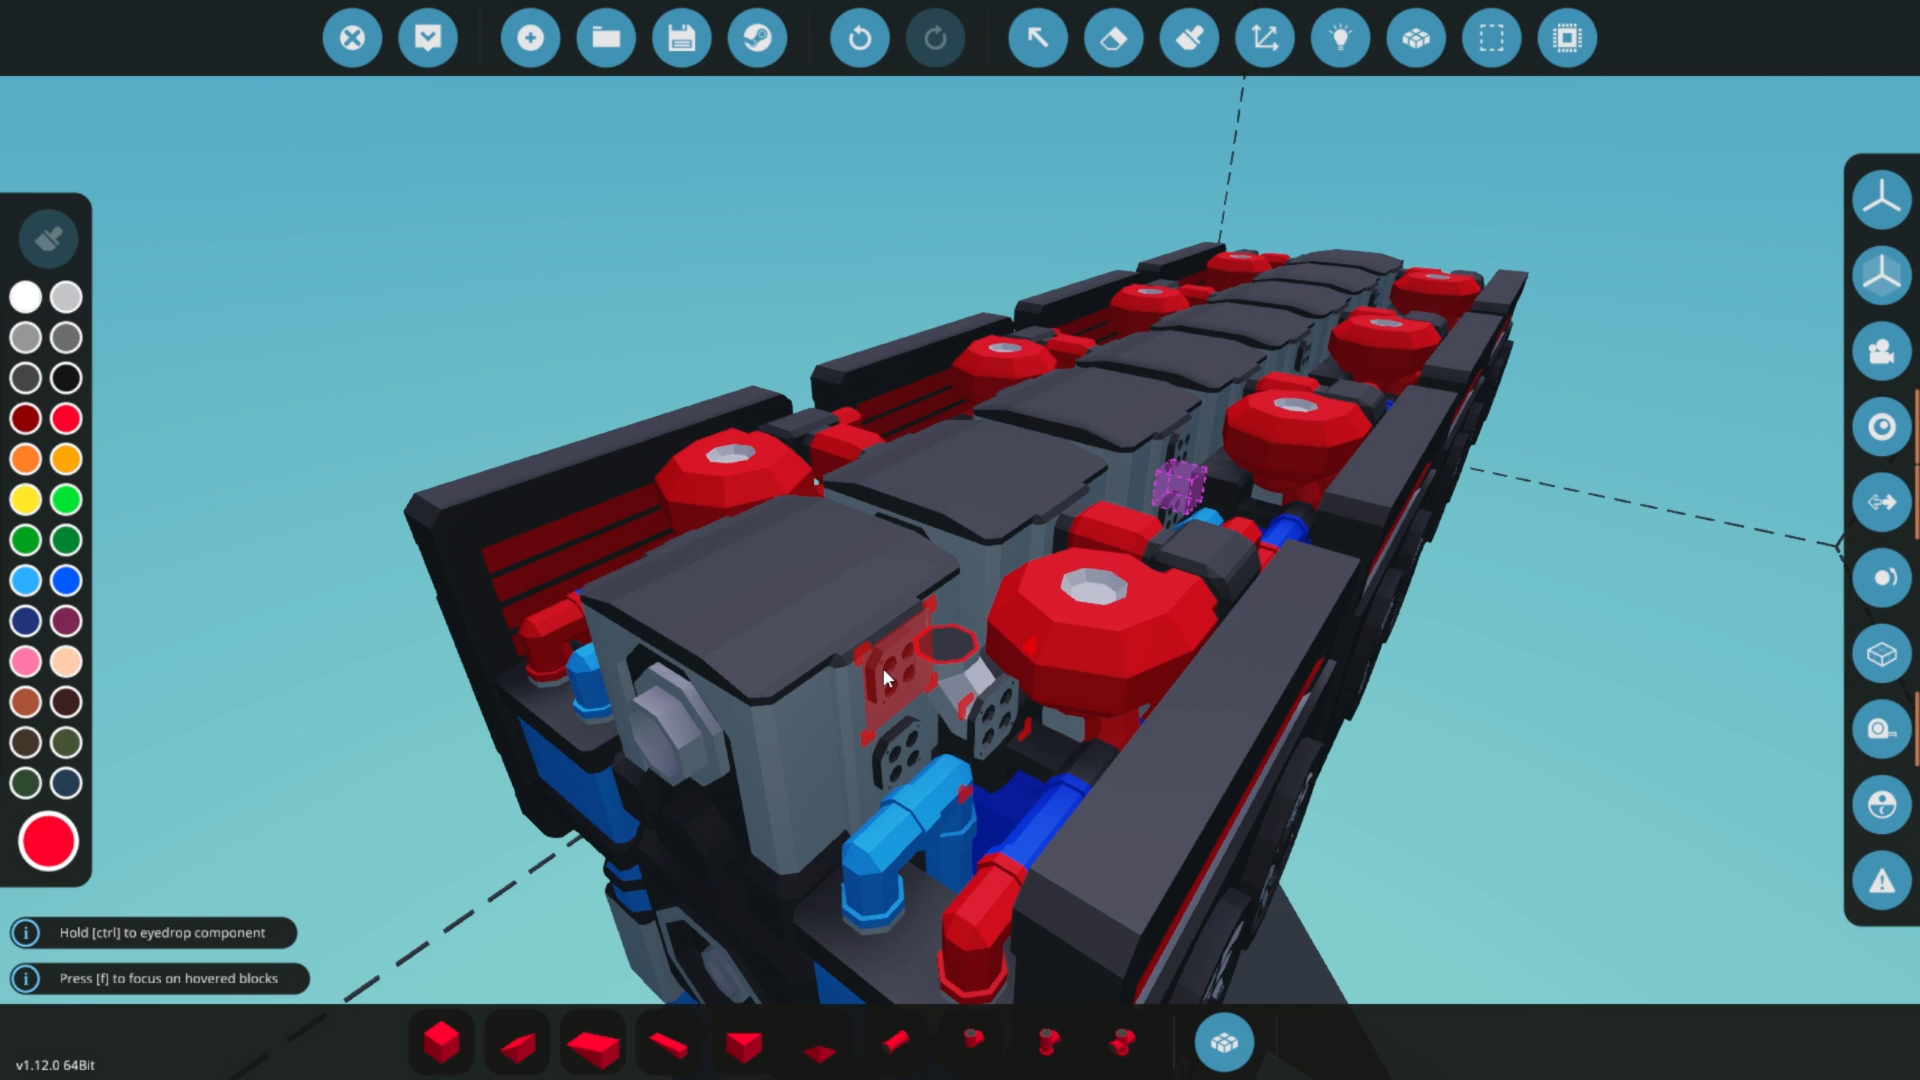 Hold [ctrl] to eyedrop component
Press [f] to focus on hovered blocks
v1.12.0 64Bit